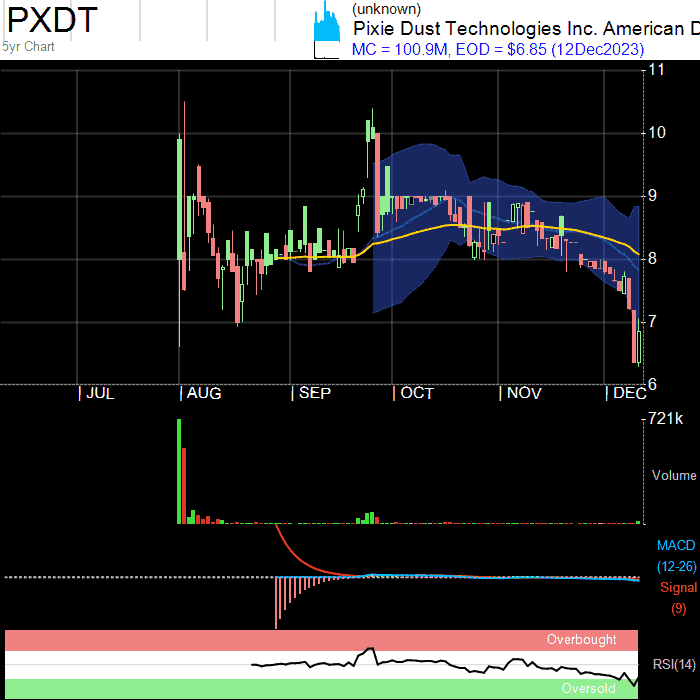 PXDT
5yr Chart
(unknown)
Pixie Dust Technologies Inc. American D
MC = 100.9M, EOD = $6.85 (12Dec2023)
11
10
9
8
7
6
JUL AUG SEP OCT NOV DEC
721k
Volume
MACD
(12-26)
Signal
(9)
Overbought
RSI(14)
Oversold